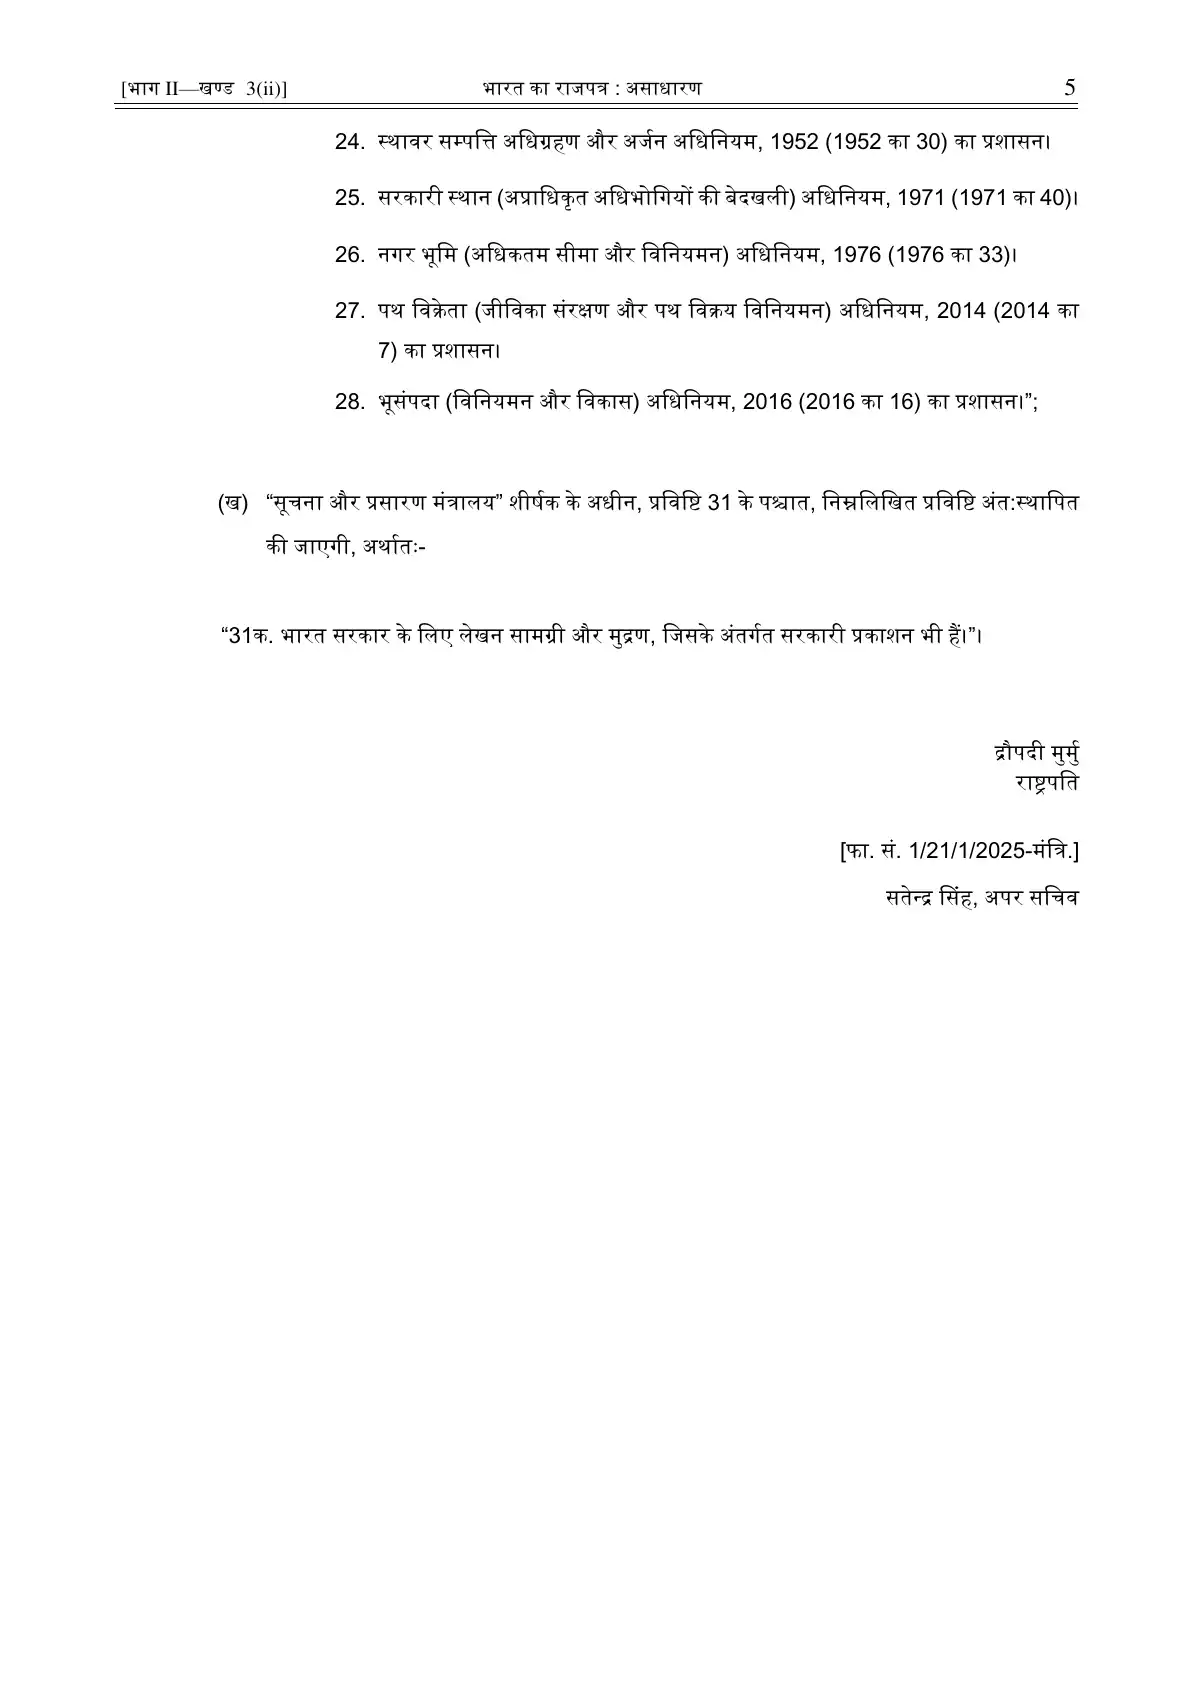 [भाग II—खण्ड 3(ii)] भारत का राजपत्र : असाधारण 5
24. स्थावर सम्पत्ति अधिग्रहण और अर्जन अधिनियम, 1952 (1952 का 30) का प्रशासन।
25. सरकारी स्थान (अप्राधिकृत अधिभोगियों की बेदखली) अधिनियम, 1971 (1971 का 40)।
26. नगर भूमि (अधिकतम सीमा और विनियमन) अधिनियम, 1976 (1976 का 33)।
27. पथ विक्रेता (जीविका संरक्षण और पथ विक्रय विनियमन) अधिनियम, 2014 (2014 का
7) का प्रशासन।
28. भूसंपदा (विनियमन और विकास) अधिनियम, 2016 (2016 का 16) का प्रशासन।”;
(ख) “सूचना और प्रसारण मंत्रालय” शीर्षक के अधीन, प्रविष्टि 31 के पश्चात, निम्नलिखित प्रविष्टि अंत:स्थापित
की जाएगी, अर्थातः-
“31क. भारत सरकार के लिए लेखन सामग्री और मुद्रण, जिसके अंतर्गत सरकारी प्रकाशन भी हैं।”।
द्रौपदी मुर्मु
राष्ट्रपति
[फा. सं. 1/21/1/2025-मंत्रि.]
सतेन्द्र सिंह, अपर सचिव